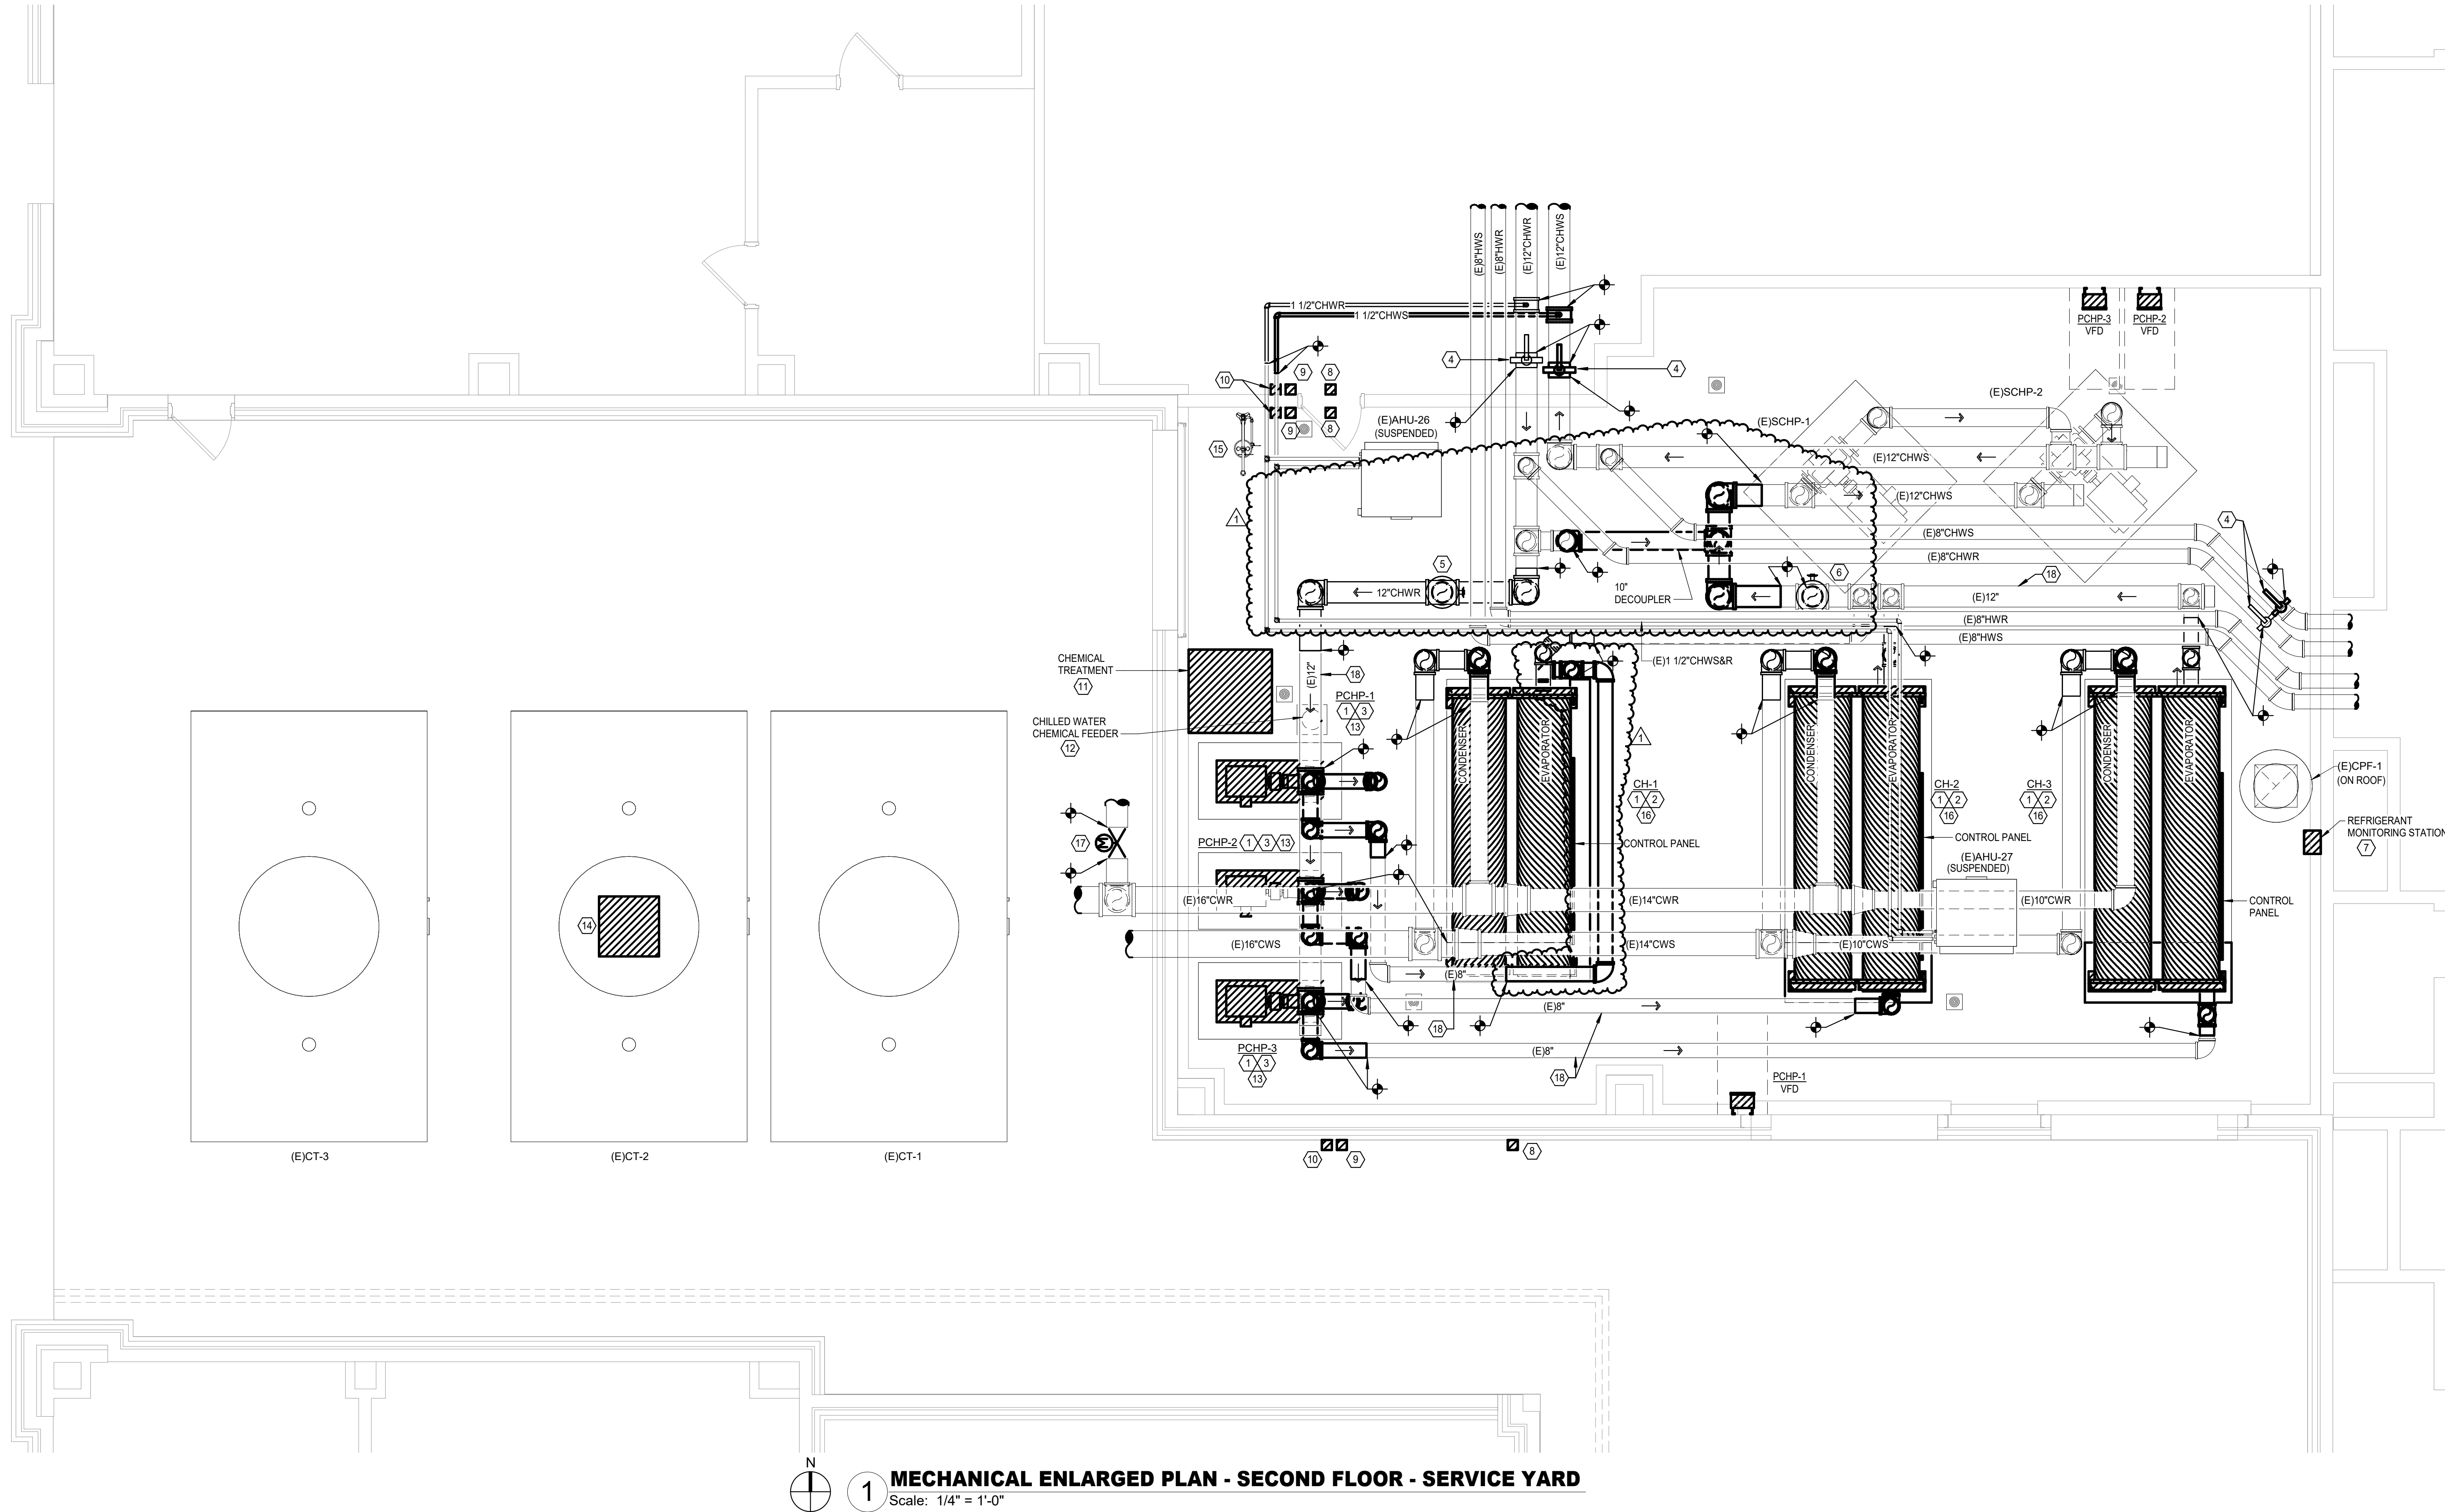 (E)8"HWS
(E)8"HWR
(E)12"CHWR
(E)12"CHWS
1 1/2"CHWR
1 1/2"CHWS
PCHP-3
VFD
PCHP-2
VFD
4
4
10
9
8
9
8
15
(E)AHU-26
(SUSPENDED)
(E)SCHP-2
(E)SCHP-1
(E)12"CHWS
(E)12"CHWS
1
4
(E)8"CHWS
(E)8"CHWR
5
6
18
12"CHWR
10"
DECOUPLER
(E)12"
(E)8"HWR
(E)8"HWS
(E)1 1/2"CHWS&R
CHEMICAL
TREATMENT
11
(E)12"
18
PCHP-1
1 3
13
CHILLED WATER
CHEMICAL FEEDER
12
CONDENSER
EVAPORATOR
1
CONDENSER
EVAPORATOR
CONDENSER
EVAPORATOR
CH-1
1 2
16
CH-2
1 2
16
CH-3
1 2
16
(E)CPF-1
(ON ROOF)
REFRIGERANT
MONITORING STATION
7
17
M
PCHP-2 1 3 13
CONTROL PANEL
CONTROL PANEL
(E)AHU-27
(SUSPENDED)
(E)16"CWR
(E)14"CWR
(E)10"CWR
CONTROL
PANEL
14
(E)16"CWS
(E)14"CWS
(E)10"CWS
(E)8"
(E)8"
18
PCHP-3
1 3
13
(E)8"
18
PCHP-1
VFD
(E)CT-3
(E)CT-2
(E)CT-1
10
9
8
N
1
MECHANICAL ENLARGED PLAN - SECOND FLOOR - SERVICE YARD
Scale: 1/4" = 1'-0"